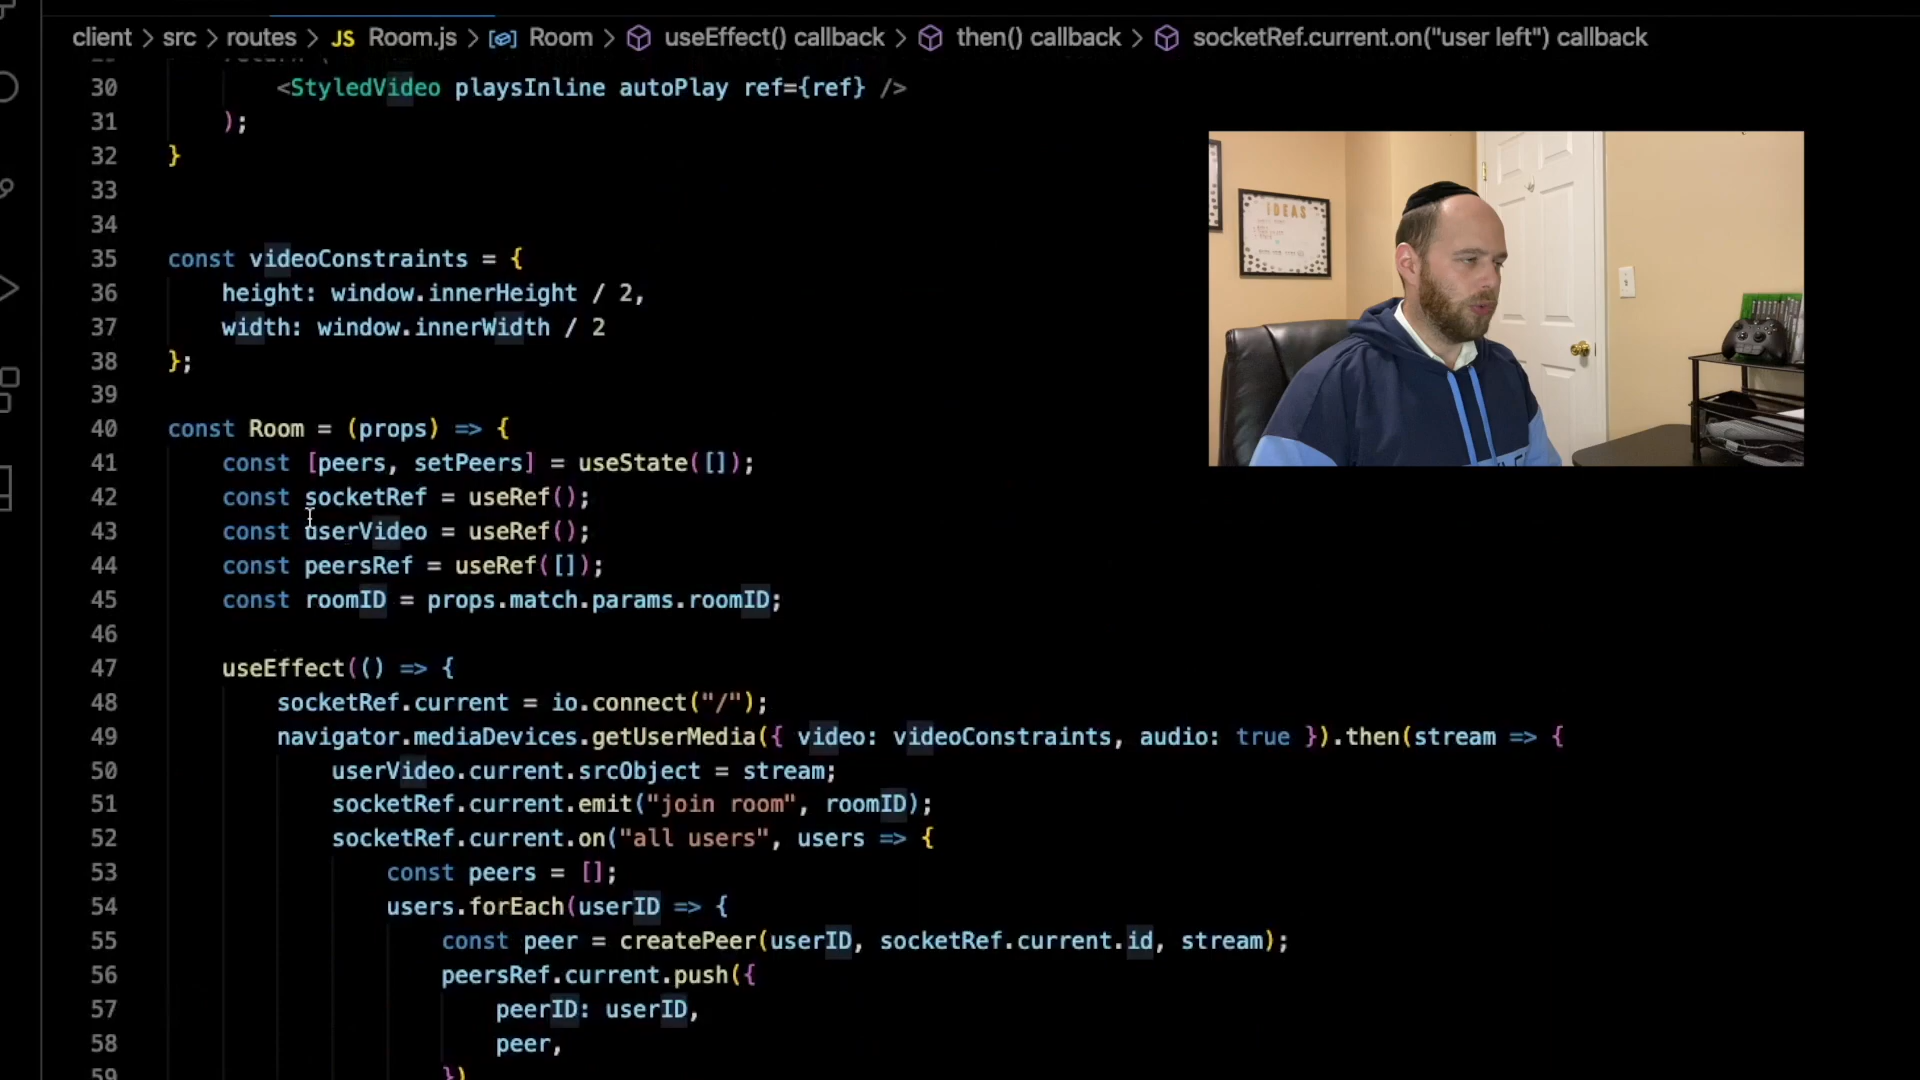 client > src > routes > JS Room.js > Room > useEffect() callback > then() callback > socketRef.current.on("user left") callback
30 <StyledVideo playsInline autoPlay ref={ref} />
31 );
32 }
33
34
35 const videoConstraints = {
36 height: window.innerHeight / 2,
37 width: window.innerWidth / 2
38 };
39
40 const Room = (props) => {
41 const [peers, setPeers] = useState([]);
42 const socketRef = useRef();
43 const userVideo = useRef();
44 const peersRef = useRef([]);
45 const roomID = props.match.params.roomID;
46
47 useEffect(() => {
48 socketRef.current = io.connect("/");
49 navigator.mediaDevices.getUserMedia({ video: videoConstraints, audio: true }).then(stream => {
50 userVideo.current.srcObject = stream;
51 socketRef.current.emit("join room", roomID);
52 socketRef.current.on("all users", users => {
53 const peers = [];
54 users.forEach(userID => {
55 const peer = createPeer(userID, socketRef.current.id, stream);
56 peersRef.current.push({
57 peerID: userID,
58 peer,
59 })
IDEAS